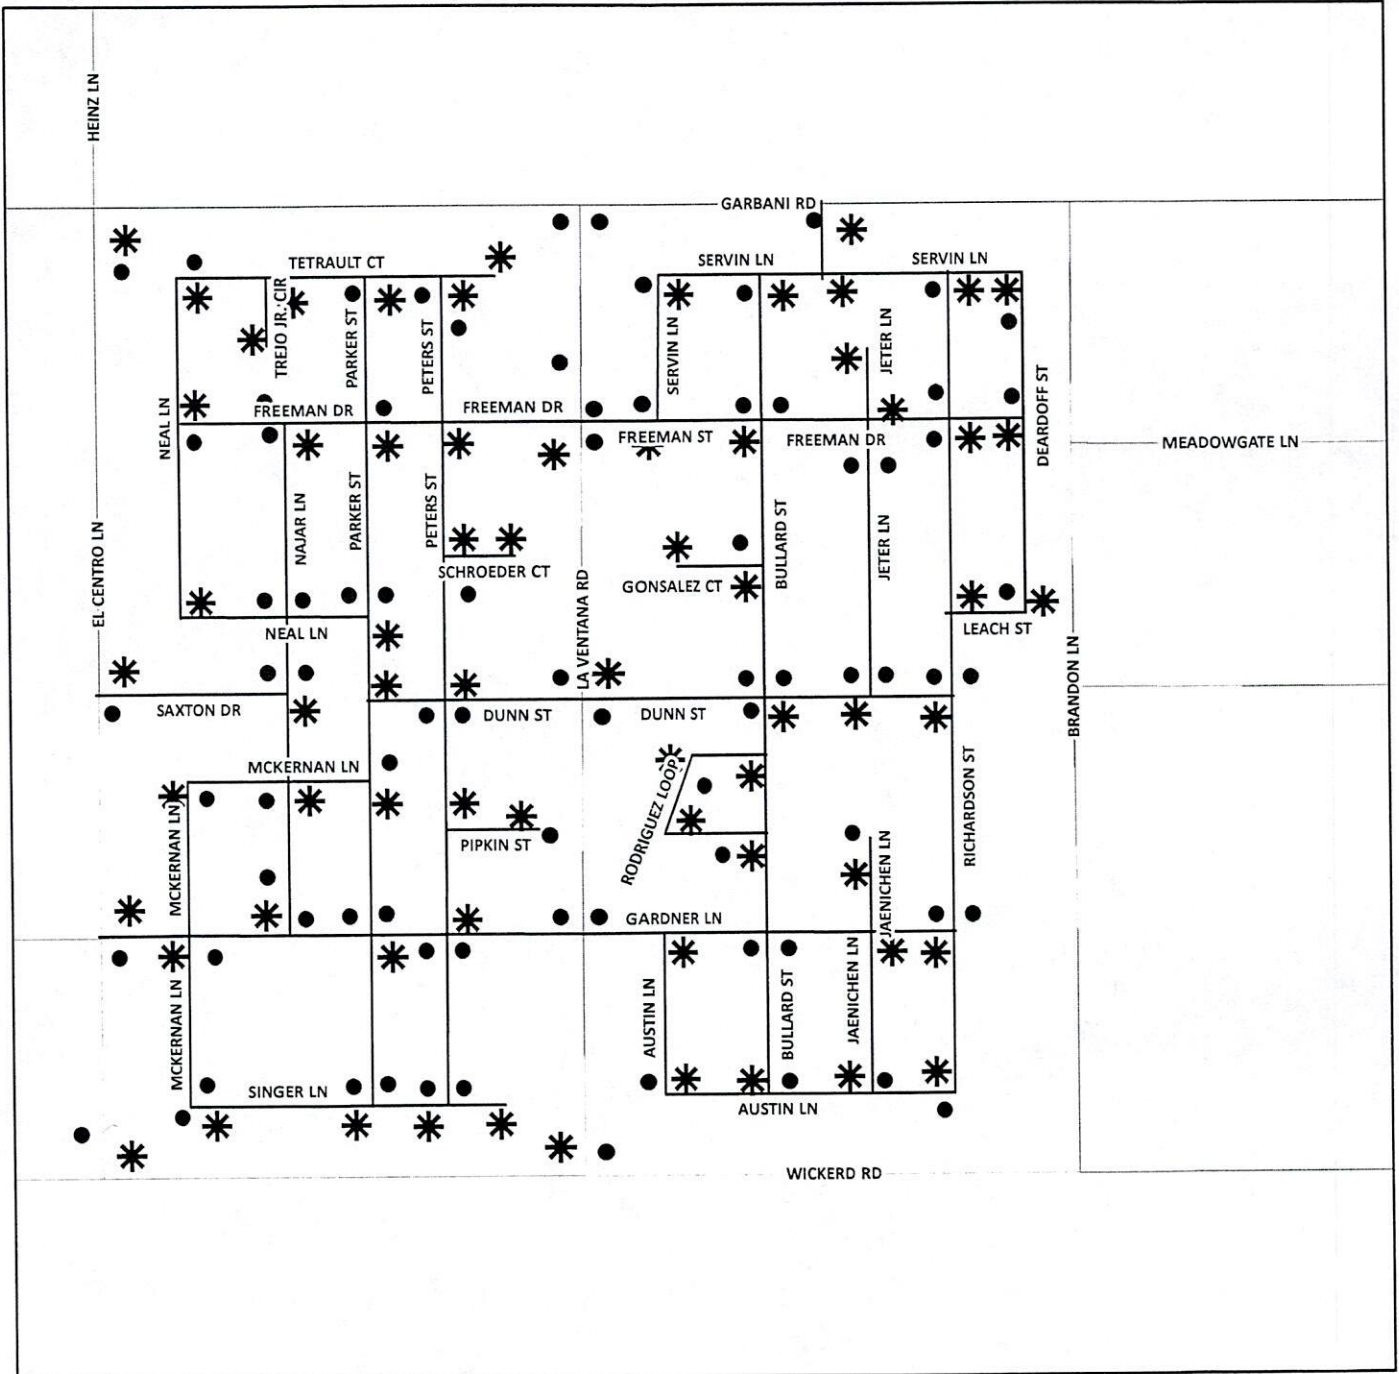 HEINZ LN
GARBANI RD
TETRAULT CT
SERVIN LN
SERVIN LN
TREJO JR. CIR
PARKER ST
PETERS ST
SERVIN LN
JETER LN
NEAL LN
FREEMAN DR
FREEMAN DR
FREEMAN ST
FREEMAN DR
DEARDOFF ST
MEADOWGATE LN
EL CENTRO LN
NAJAR LN
PARKER ST
PETERS ST
SCHROEDER CT
LA VENTANA RD
GONSALEZ CT
BULLARD ST
JETER LN
NEAL LN
LEACH ST
BRANDON LN
SAXTON DR
DUNN ST
DUNN ST
MCKERNAN LN
MCKERNAN LN
PIPKIN ST
RODRIGUEZ LOOP
JAENICHEN LN
RICHARDSON ST
GARDNER LN
MCKERNAN LN
AUSTIN LN
BULLARD ST
JAENICHEN LN
SINGER LN
AUSTIN LN
WICKERD RD